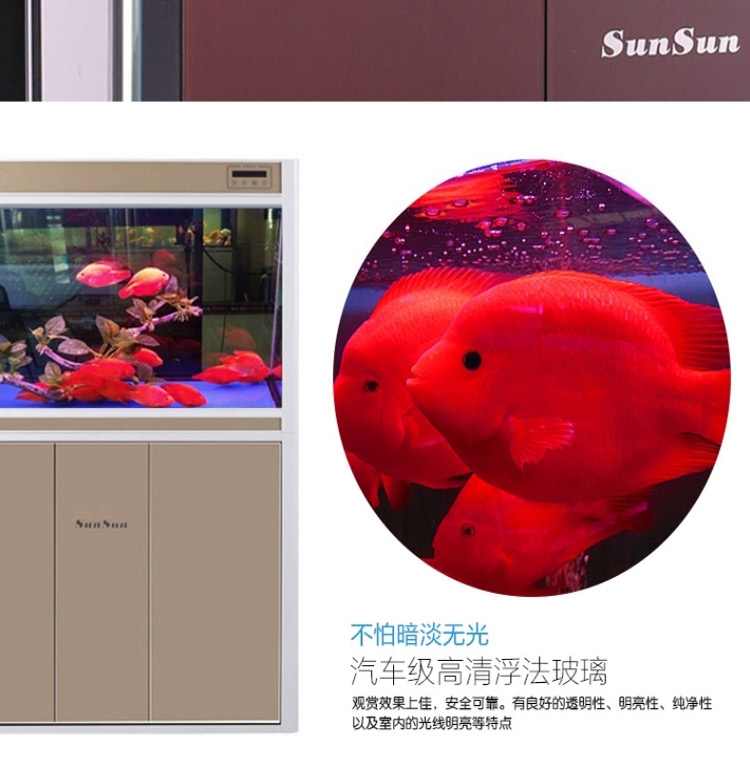 SunSun
SunSun
不怕暗淡无光
汽车级高清浮法玻璃
观赏效果上佳，安全可靠。有良好的透明性、明亮性、纯净性
以及室内的光线明亮等特点